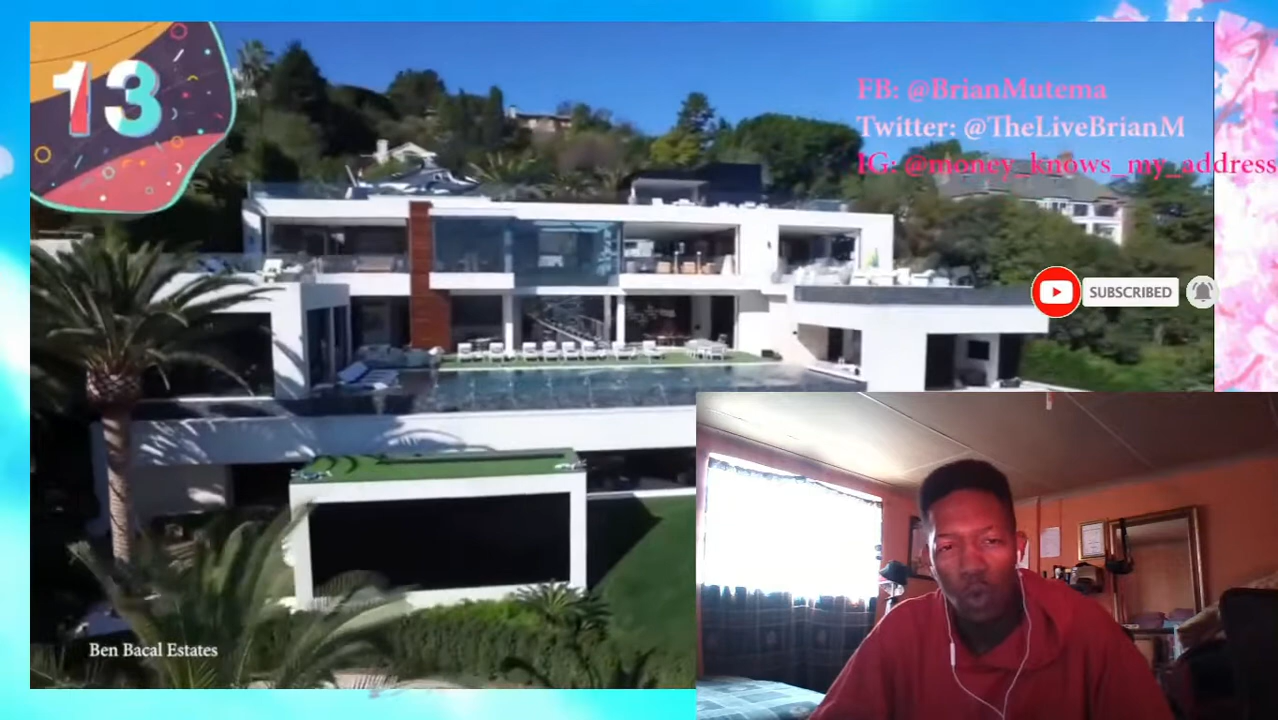 13
FB: @BrianMutema
Twitter: @TheLiveBrianM
IG: @money_knows_my_address
SUBSCRIBED
Ben Bacal Estates